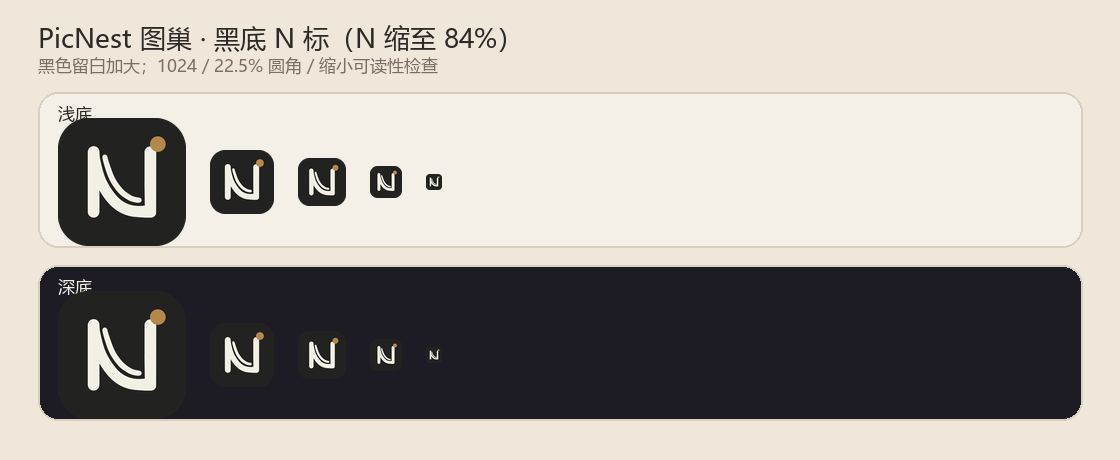 PicNest 图巢 · 黑底 N 标（N 缩至 84%）
黑色留白加大；1024 / 22.5% 圆角 / 缩小可读性检查
浅底
深底